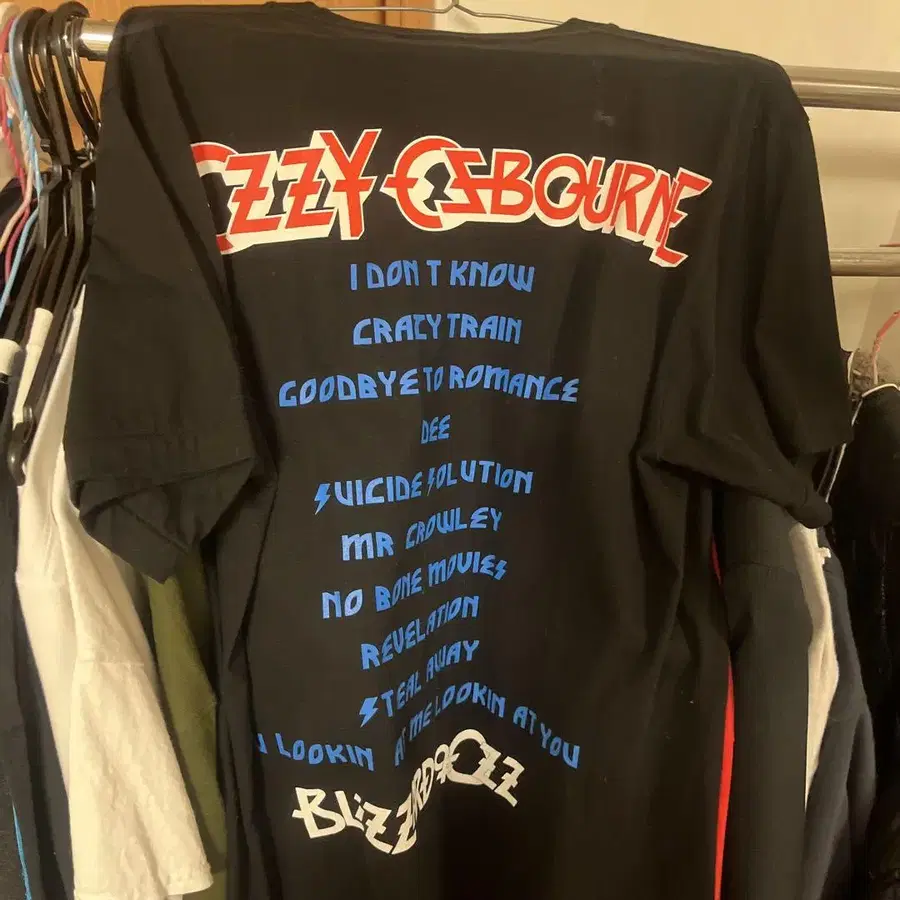 OZZY OSBOURNE
I DON T KNOW
CRAZY TRAIN
GOODBYE TO ROMANCE
DEE
SUICIDE SOLUTION
MR CROWLEY
NO BONE MOVIES
REVELATION
STEAL AWAY
LOOKIN AT ME LOOKIN AT YOU
BLIZZARD OF OZZ